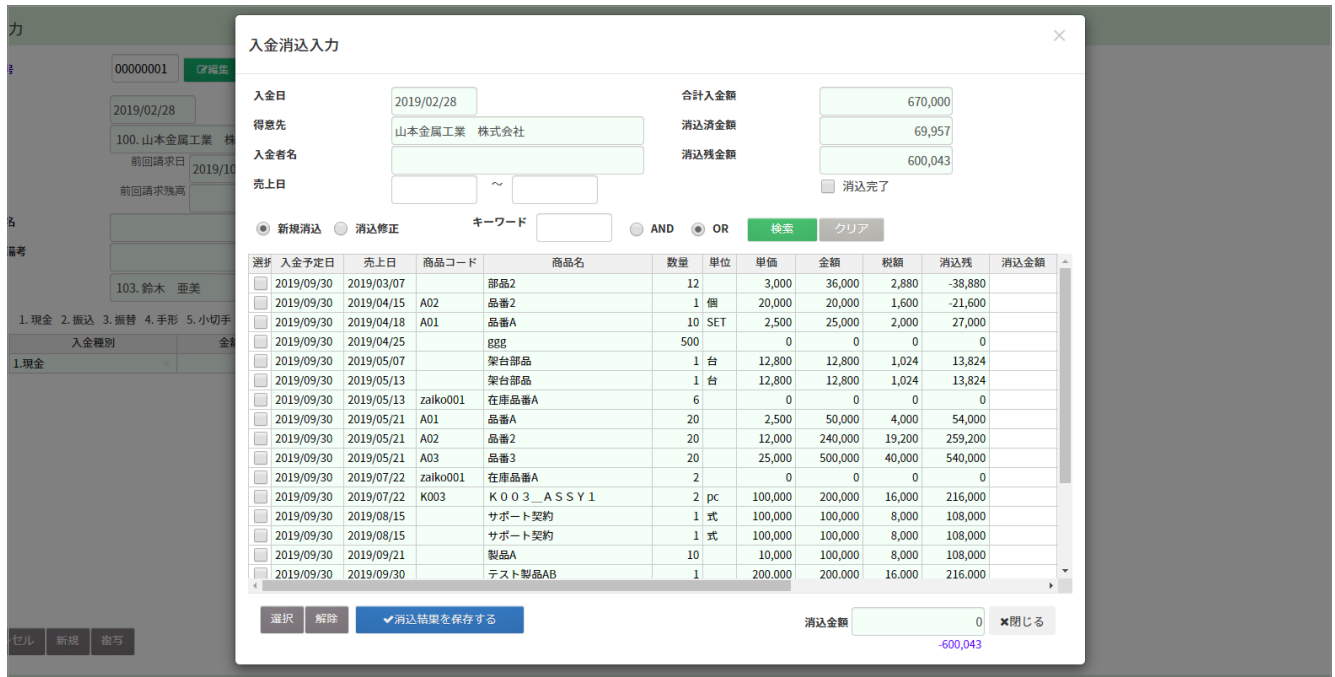 力
入金消込入力
×
号 00000001 編集
2019/02/28
100. 山本金属工業 株
前回請求日 2019/10
前回請求残高
名
備考
103. 鈴木 亜美
1. 現金 2. 振込 3. 振替 4. 手形 5. 小切手
入金種別 金額
1.現金
ンセル 新規 複写
入金日 2019/02/28 合計入金額 670,000
得意先 山本金属工業 株式会社 消込済金額 69,957
入金者名 消込残金額 600,043
売上日 ～ 消込完了
新規消込 消込修正 キーワード AND OR 検索 クリア
選択 入金予定日 売上日 商品コード 商品名 数量 単位 単価 金額 税額 消込残 消込金額
2019/09/30 2019/03/07 部品2 12 3,000 36,000 2,880 -38,880
2019/09/30 2019/04/15 A02 品番2 1 個 20,000 20,000 1,600 -21,600
2019/09/30 2019/04/18 A01 品番A 10 SET 2,500 25,000 2,000 27,000
2019/09/30 2019/04/25 ggg 500 0 0 0 0
2019/09/30 2019/05/07 架台部品 1 台 12,800 12,800 1,024 13,824
2019/09/30 2019/05/13 架台部品 1 台 12,800 12,800 1,024 13,824
2019/09/30 2019/05/13 zaiko001 在庫品番A 6 0 0 0 0
2019/09/30 2019/05/21 A01 品番A 20 2,500 50,000 4,000 54,000
2019/09/30 2019/05/21 A02 品番2 20 12,000 240,000 19,200 259,200
2019/09/30 2019/05/21 A03 品番3 20 25,000 500,000 40,000 540,000
2019/09/30 2019/07/22 zaiko001 在庫品番A 2 0 0 0 0
2019/09/30 2019/07/22 K003 Ｋ００３＿ＡＳＳＹ１ 2 pc 100,000 200,000 16,000 216,000
2019/09/30 2019/08/15 サポート契約 1 式 100,000 100,000 8,000 108,000
2019/09/30 2019/08/15 サポート契約 1 式 100,000 100,000 8,000 108,000
2019/09/30 2019/09/21 製品A 10 10,000 100,000 8,000 108,000
2019/09/30 2019/09/30 テスト製品AB 1 200,000 200,000 16,000 216,000
選択 解除 ✔消込結果を保存する 消込金額 0 ✖閉じる
-600,043